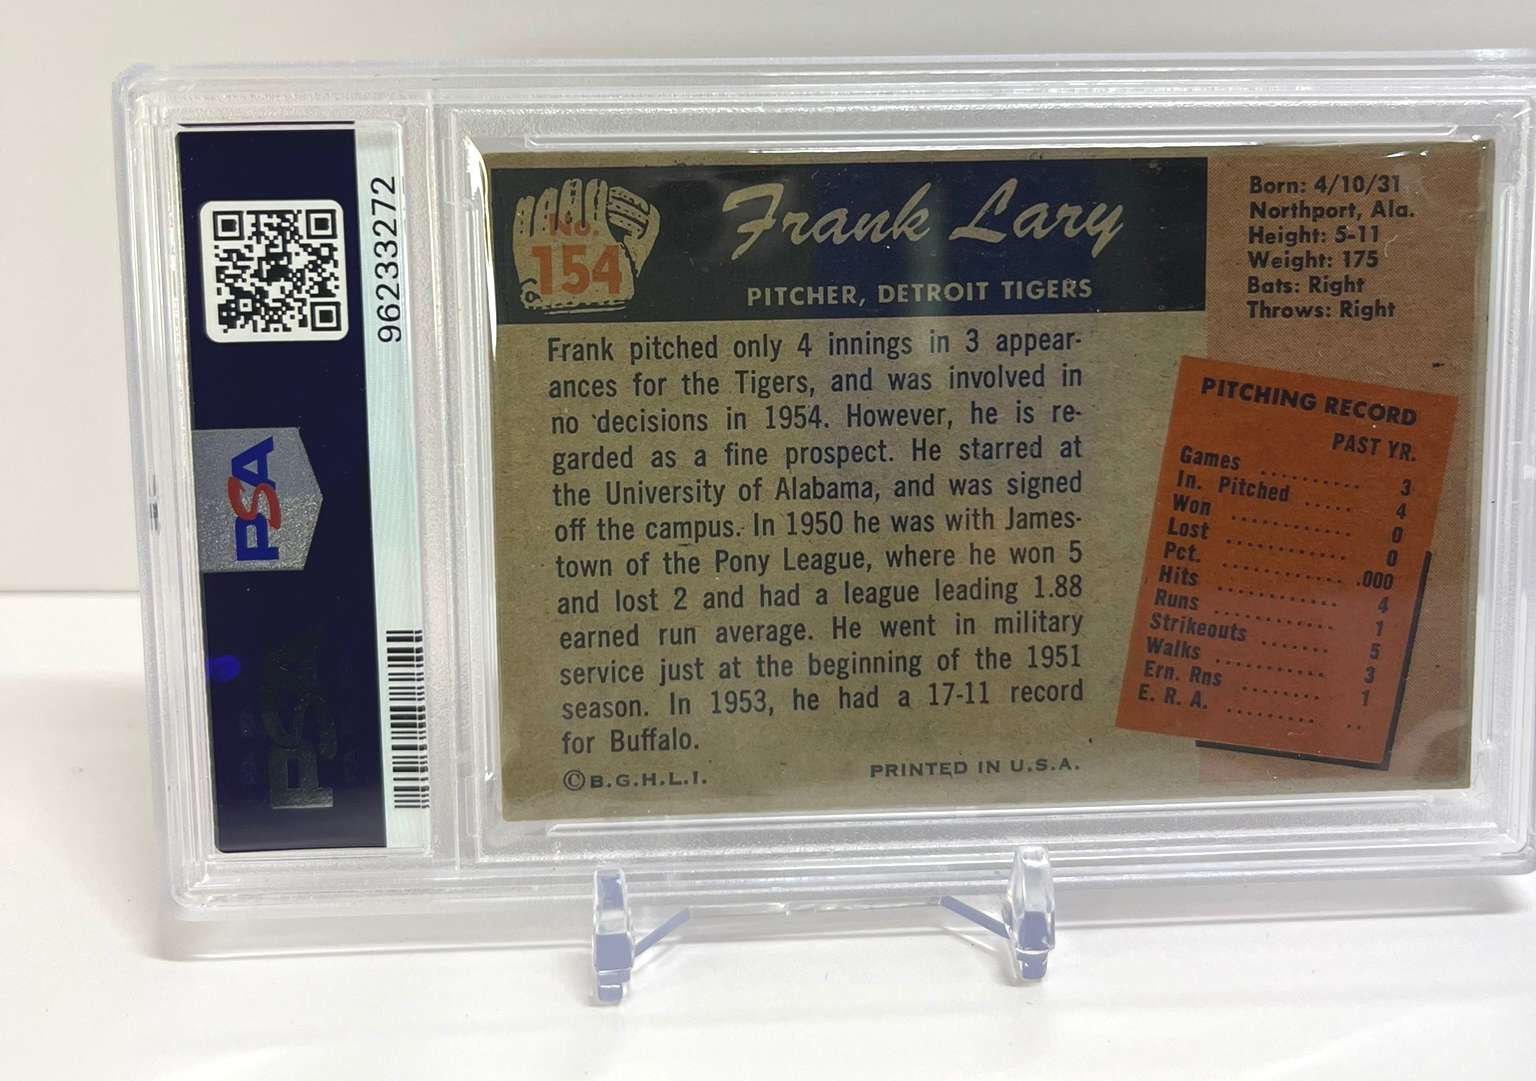 96233272
PSA
PSA
No.
154
Frank Lary
PITCHER, DETROIT TIGERS
Frank pitched only 4 innings in 3 appear-
ances for the Tigers, and was involved in
no decisions in 1954. However, he is re-
garded as a fine prospect. He starred at
the University of Alabama, and was signed
off the campus. In 1950 he was with James-
town of the Pony League, where he won 5
and lost 2 and had a league leading 1.88
earned run average. He went in military
service just at the beginning of the 1951
season. In 1953, he had a 17-11 record
for Buffalo.
©B.G.H.L.I.
PRINTED IN U.S.A.
Born: 4/10/31
Northport, Ala.
Height: 5-11
Weight: 175
Bats: Right
Throws: Right
PITCHING RECORD
PAST YR.
Games .......... 3
In. Pitched ..... 4
Won ............ 0
Lost ............ 0
Pct. ............ .000
Hits ............ 4
Runs ............ 1
Strikeouts ...... 5
Walks ........... 3
Ern. Rns ........ 1
E. R. A. .......... ..